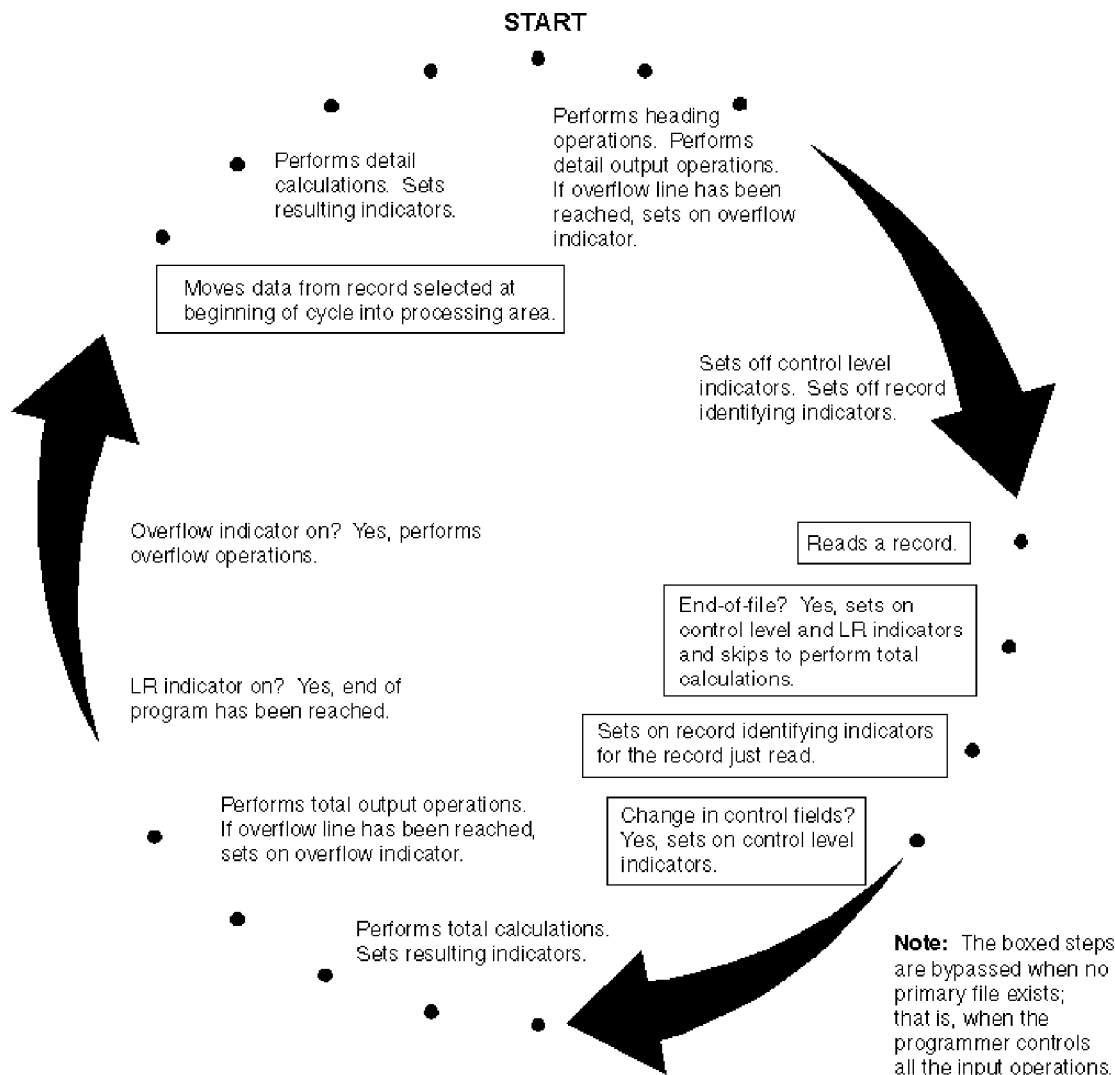 START
Performs heading
operations. Performs
detail output operations.
If overflow line has been
reached, sets on overflow
indicator.
Sets off control level
indicators. Sets off record
identifying indicators.
Reads a record.
End-of-file? Yes, sets on
control level and LR indicators
and skips to perform total
calculations.
Sets on record identifying indicators
for the record just read.
Change in control fields?
Yes, sets on control level
indicators.
Performs total calculations.
Sets resulting indicators.
Performs total output operations.
If overflow line has been reached,
sets on overflow indicator.
LR indicator on? Yes, end of
program has been reached.
Overflow indicator on? Yes, performs
overflow operations.
Moves data from record selected at
beginning of cycle into processing area.
Performs detail
calculations. Sets
resulting indicators.
Note: The boxed steps
are bypassed when no
primary file exists;
that is, when the
programmer controls
all the input operations.